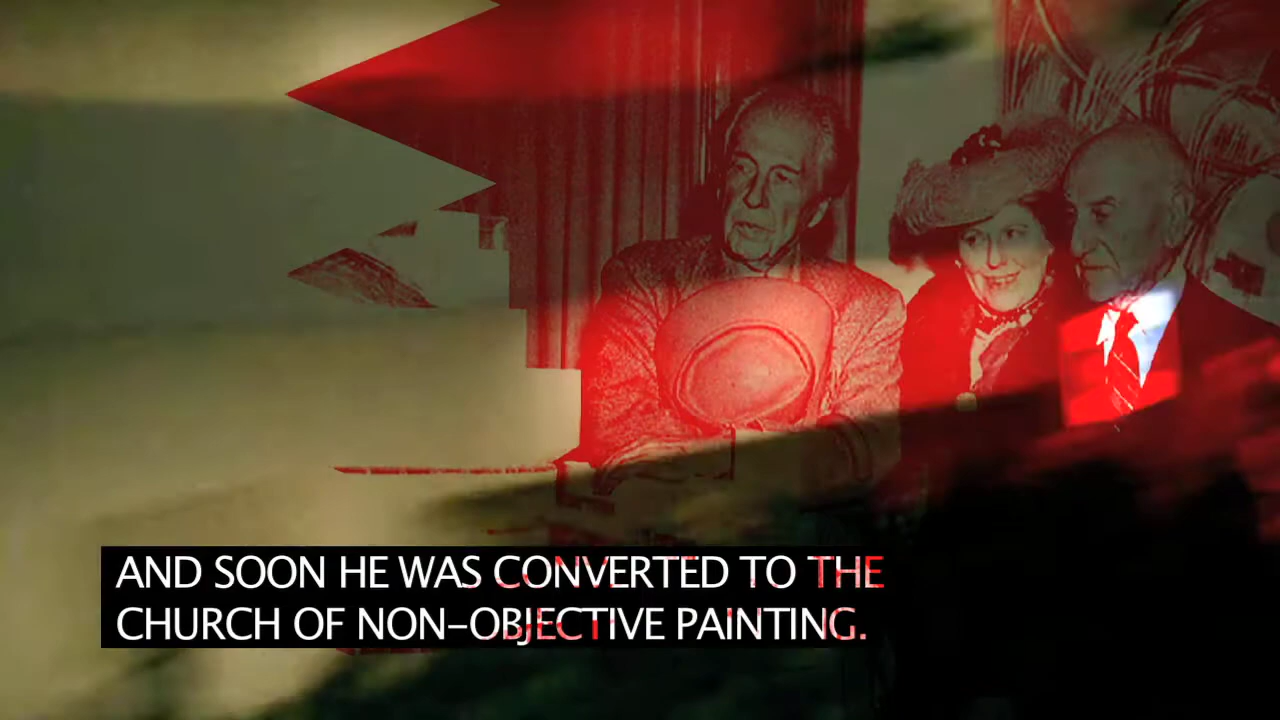 AND SOON HE WAS CONVERTED TO THE
CHURCH OF NON–OBJECTIVE PAINTING.